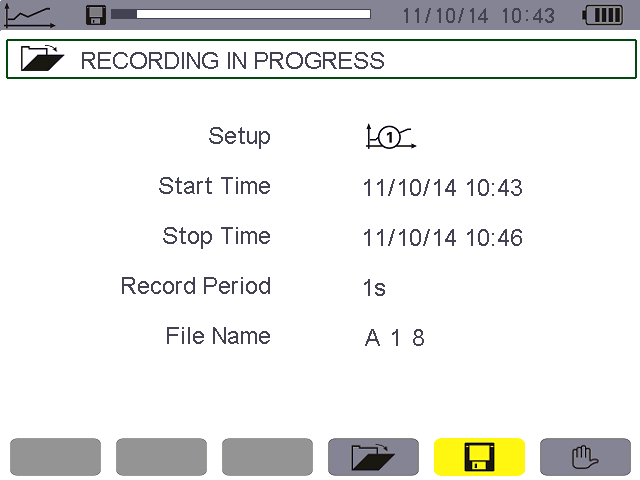 11/10/14 10:43
RECORDING IN PROGRESS
Setup 1
Start Time 11/10/14 10:43
Stop Time 11/10/14 10:46
Record Period 1s
File Name A 1 8